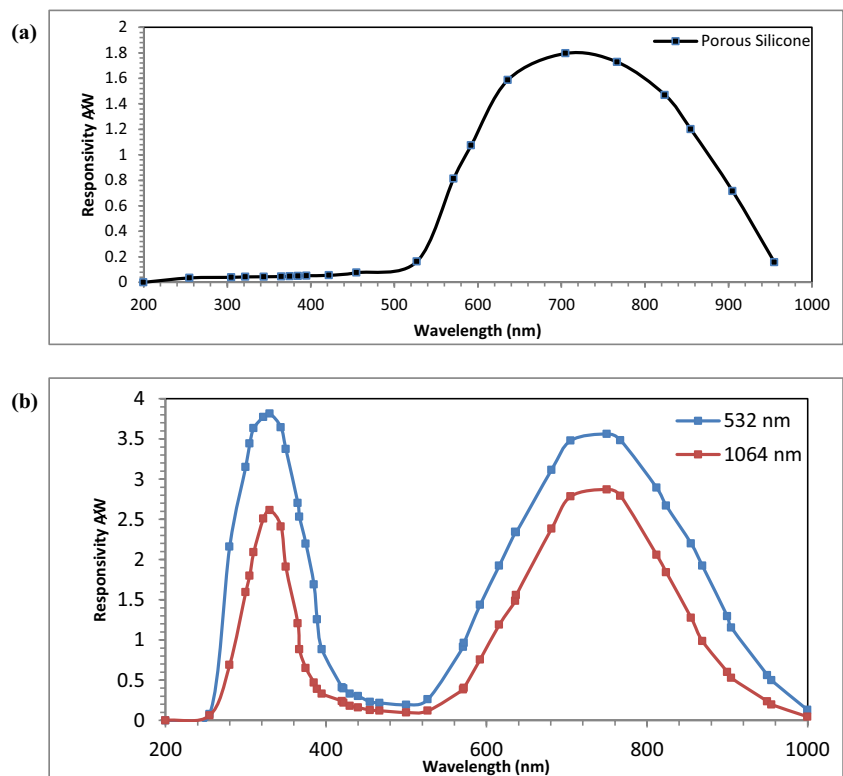 (a)
2
1.8
1.6
1.4
1.2
1
0.8
0.6
0.4
0.2
0
Responsivity A/W
Porous Silicone
200 300 400 500 600 700 800 900 1000
Wavelength (nm)
(b)
4
3.5
3
2.5
2
1.5
1
0.5
0
Responsivity A/W
532 nm
1064 nm
200 400 600 800 1000
Wavelength (nm)